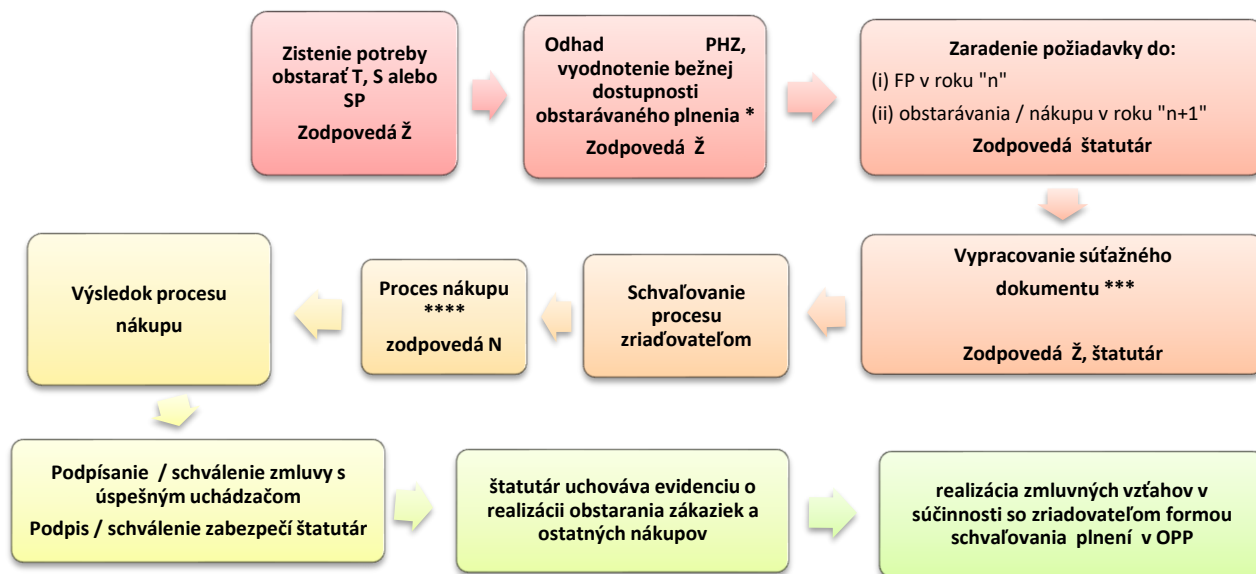 Zistenie potreby
obstarať T, S alebo
SP
Zodpovedá Ž
Odhad PHZ,
vyodnotenie bežnej
dostupnosti
obstarávaného plnenia *
Zodpovedá Ž
Zaradenie požiadavky do:
(i) FP v roku "n"
(ii) obstarávania / nákupu v roku "n+1"
Zodpovedá štatutár
Vypracovanie súťažného
dokumentu ***
Zodpovedá Ž, štatutár
Schvaľovanie
procesu
zriaďovateľom
Proces nákupu
****
zodpovedá N
Výsledok procesu
nákupu
Podpísanie / schválenie zmluvy s
úspešným uchádzačom
Podpis / schválenie zabezpečí štatutár
štatutár uchováva evidenciu o
realizácii obstarania zákaziek a
ostatných nákupov
realizácia zmluvných vzťahov v
súčinnosti so zriadovateľom formou
schvaľovania plnení v OPP